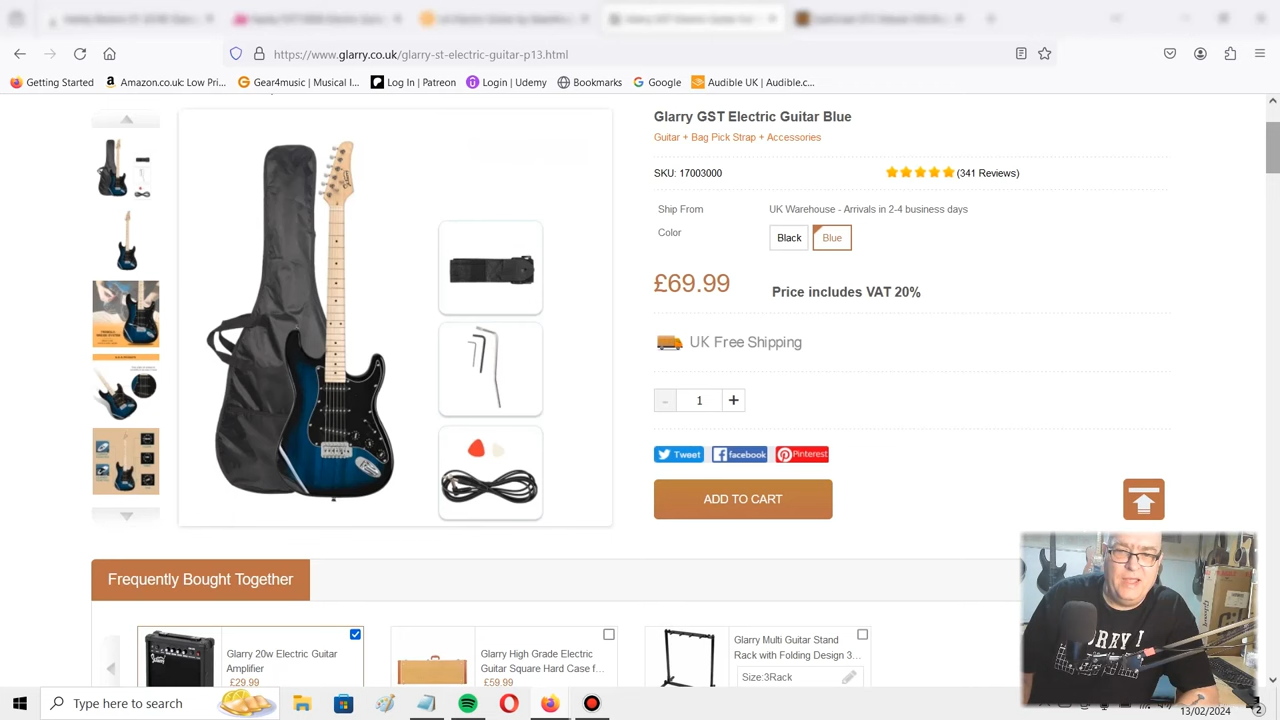 https://www.glarry.co.uk/glarry-st-electric-guitar-p13.html
Getting Started
Amazon.co.uk: Low Pri...
Gear4music | Musical I...
Log In | Patreon
Login | Udemy
Bookmarks
Google
Audible UK | Audible.c...
Glarry GST Electric Guitar Blue
Guitar + Bag Pick Strap + Accessories
SKU: 17003000
(341 Reviews)
Ship From
UK Warehouse - Arrivals in 2-4 business days
Color
Black
Blue
£69.99
Price includes VAT 20%
UK Free Shipping
-
1
+
Tweet
facebook
Pinterest
ADD TO CART
Frequently Bought Together
Glarry 20w Electric Guitar
Amplifier
£29.99
Glarry High Grade Electric
Guitar Square Hard Case f...
£59.99
Glarry Multi Guitar Stand
Rack with Folding Design 3...
Size:3Rack
Type here to search
13/02/2024
2